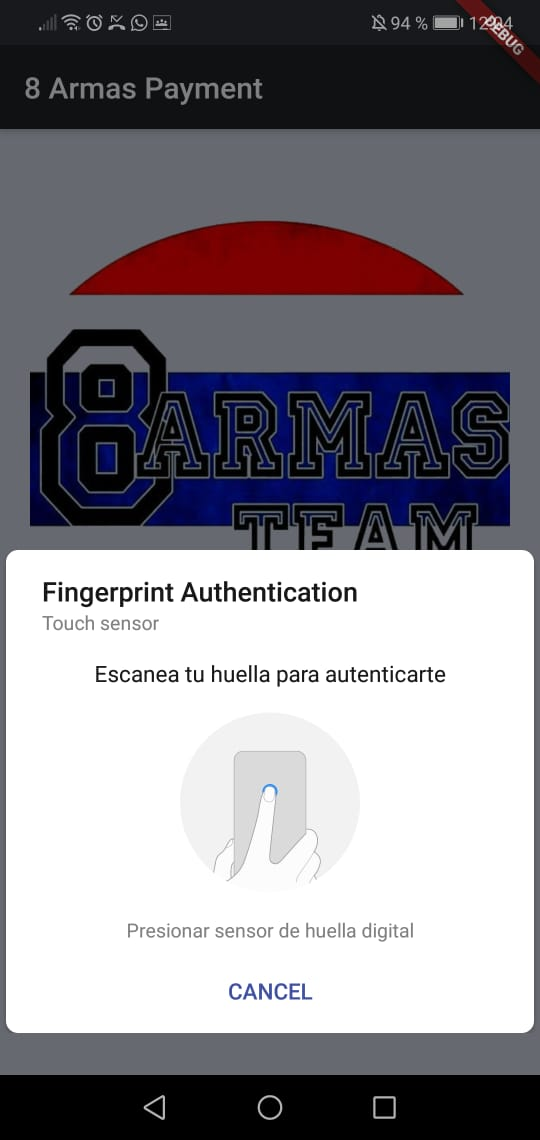 94 %
DEBUG
8 Armas Payment
8 ARMAS
TEAM
Fingerprint Authentication
Touch sensor
Escanea tu huella para autenticarte
Presionar sensor de huella digital
CANCEL